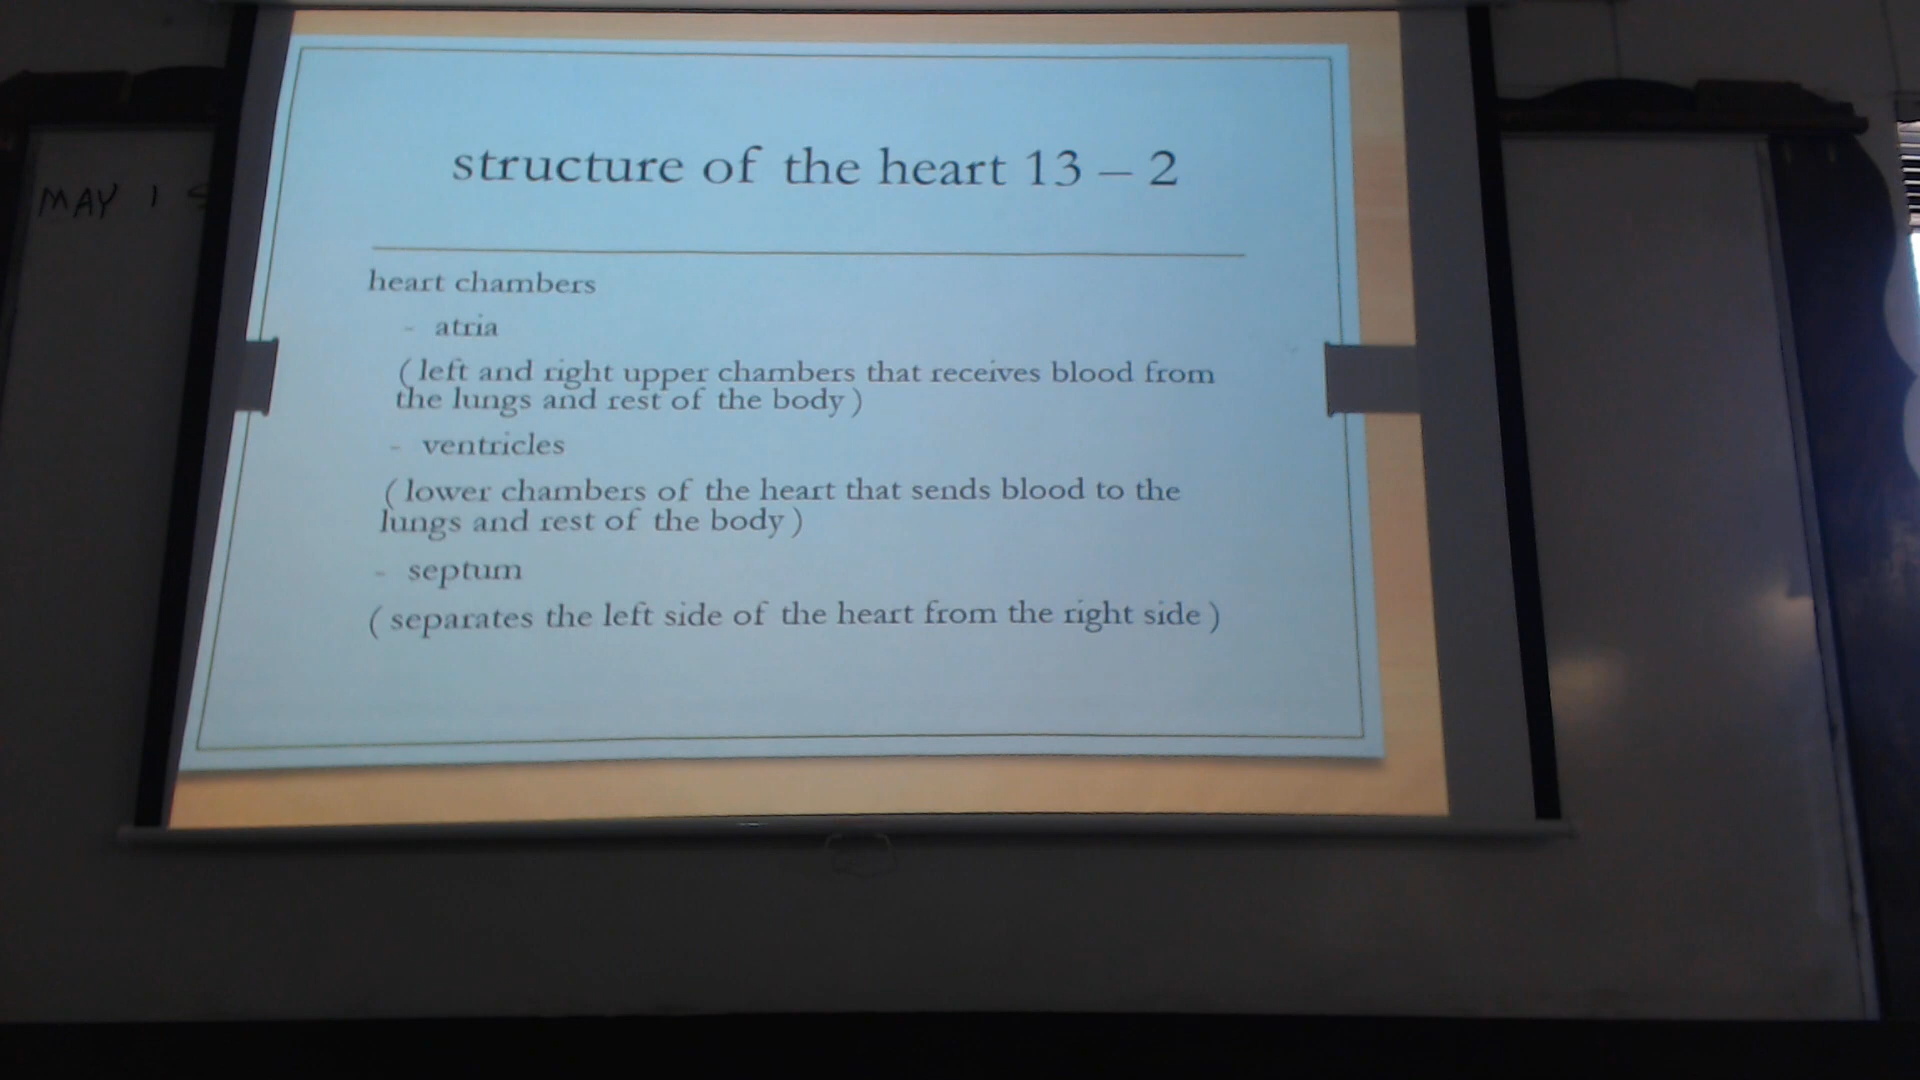 MAY 1
structure of the heart 13 – 2
heart chambers
- atria
( left and right upper chambers that receives blood from
the lungs and rest of the body )
- ventricles
( lower chambers of the heart that sends blood to the
lungs and rest of the body )
- septum
( separates the left side of the heart from the right side )